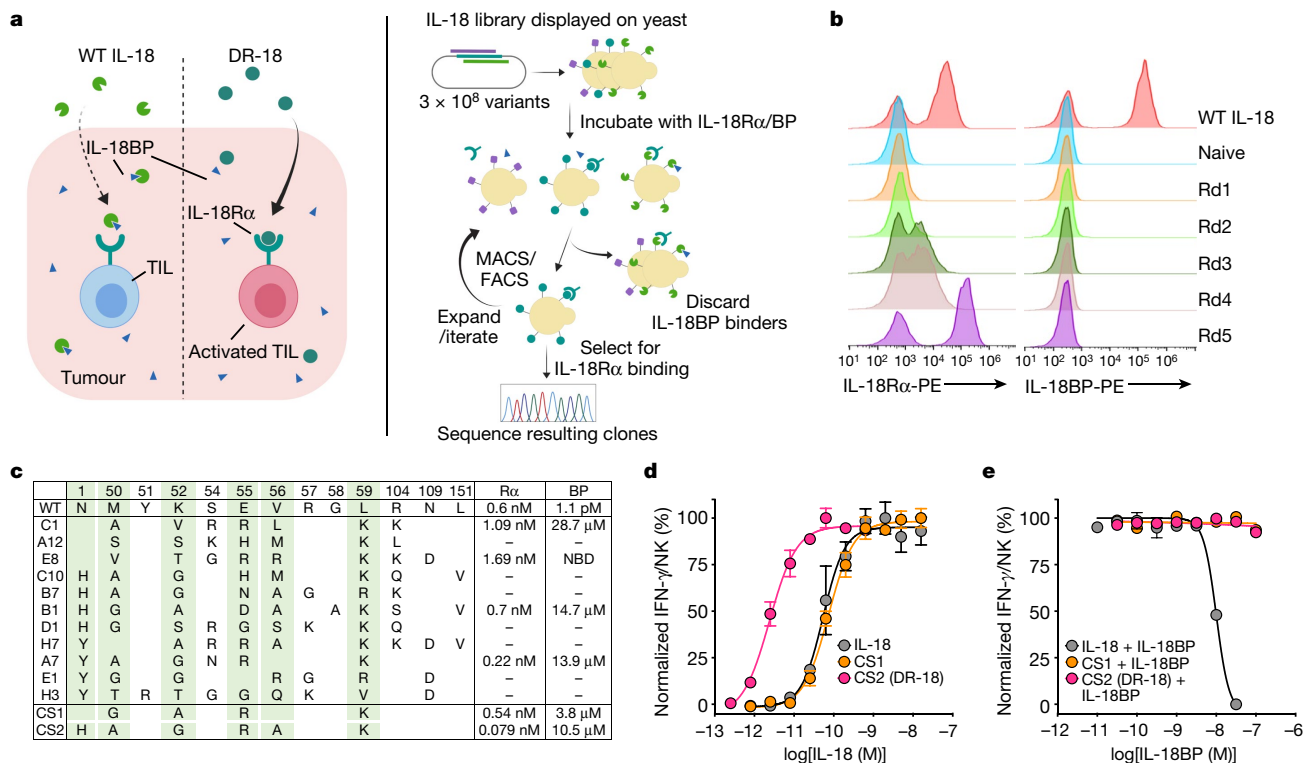 a
WT IL-18
DR-18
IL-18BP
IL-18Rα
TIL
Activated TIL
Tumour
IL-18 library displayed on yeast
3 × 10⁸ variants
Incubate with IL-18Rα/BP
MACS/
FACS
Expand
/iterate
Discard
IL-18BP binders
Select for
IL-18Rα binding
Sequence resulting clones
b
WT IL-18
Naive
Rd1
Rd2
Rd3
Rd4
Rd5
10¹ 10² 10³ 10⁴ 10⁵ 10⁶ 10¹ 10² 10³ 10⁴ 10⁵ 10⁶
IL-18Rα-PE IL-18BP-PE
c
1 50 51 52 54 55 56 57 58 59 104 109 151 Rα BP
WT N M Y K S E V R G L R N L 0.6 nM 1.1 pM
C1 A V R R L K K 1.09 nM 28.7 μM
A12 S S K H M K L – –
E8 V T G R R K K D 1.69 nM NBD
C10 H A G H M K Q V – –
B7 H A G N A G R K – –
B1 H G A D A A K S V 0.7 nM 14.7 μM
D1 H G S R G S K K Q – –
H7 Y A R R A K K D V – –
A7 Y A G N R K 0.22 nM 13.9 μM
E1 Y G G R G R D – –
H3 Y T R T G G Q K V D – –
CS1 G A R K 0.54 nM 3.8 μM
CS2 H A G R A K 0.079 nM 10.5 μM
d
Normalized IFN-γ/NK (%)
100
75
50
25
0
IL-18
CS1
CS2 (DR-18)
−13 −12 −11 −10 −9 −8 −7
log[IL-18 (M)]
e
Normalized IFN-γ/NK (%)
100
75
50
25
0
IL-18 + IL-18BP
CS1 + IL-18BP
CS2 (DR-18) +
IL-18BP
−12 −11 −10 −9 −8 −7 −6
log[IL-18BP (M)]